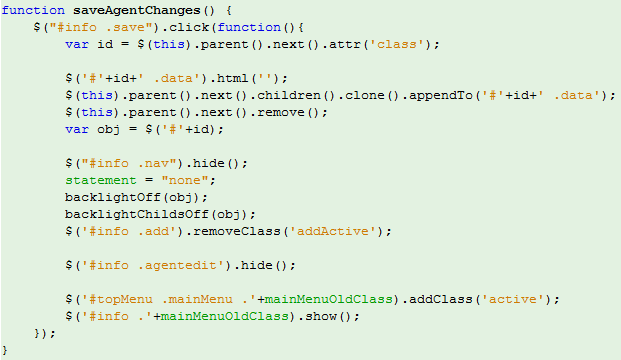 function saveAgentChanges() {
    $("#info .save").click(function(){
        var id = $(this).parent().next().attr('class');

        $('#'+id+' .data').html('');
        $(this).parent().next().children().clone().appendTo('#'+id+' .data');
        $(this).parent().next().remove();
        var obj = $('#'+id);

        $("#info .nav").hide();
        statement = "none";
        backlightOff(obj);
        backlightChildsOff(obj);
        $('#info .add').removeClass('addActive');

        $('#info .agentedit').hide();

        $('#topMenu .mainMenu .'+mainMenuOldClass).addClass('active');
        $('#info .'+mainMenuOldClass).show();
    });
}